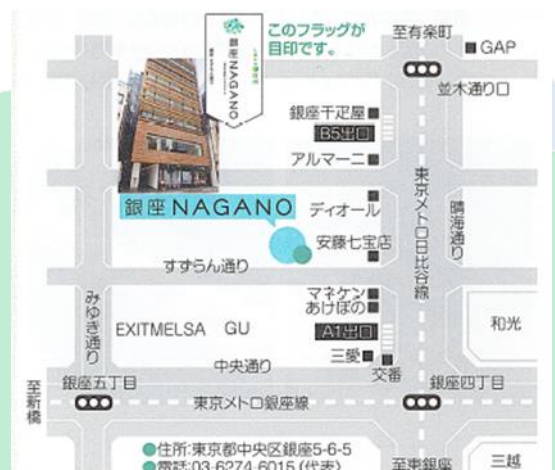 このフラッグが
目印です。
銀座NAGANO
至有楽町
GAP
並木通り口
銀座千疋屋
B5出口
アルマーニ
銀座NAGANO
ディオール
安藤七宝店
すずらん通り
東京メトロ日比谷線
晴海通り
みゆき通り
マネケン
あけぼの
EXITMELSA GU
A1出口
和光
三愛
交番
中央通り
至新橋
銀座五丁目
銀座四丁目
東京メトロ銀座線
●住所:東京都中央区銀座5-6-5
●電話:03-6274-6015(代表)
至東銀座
三越